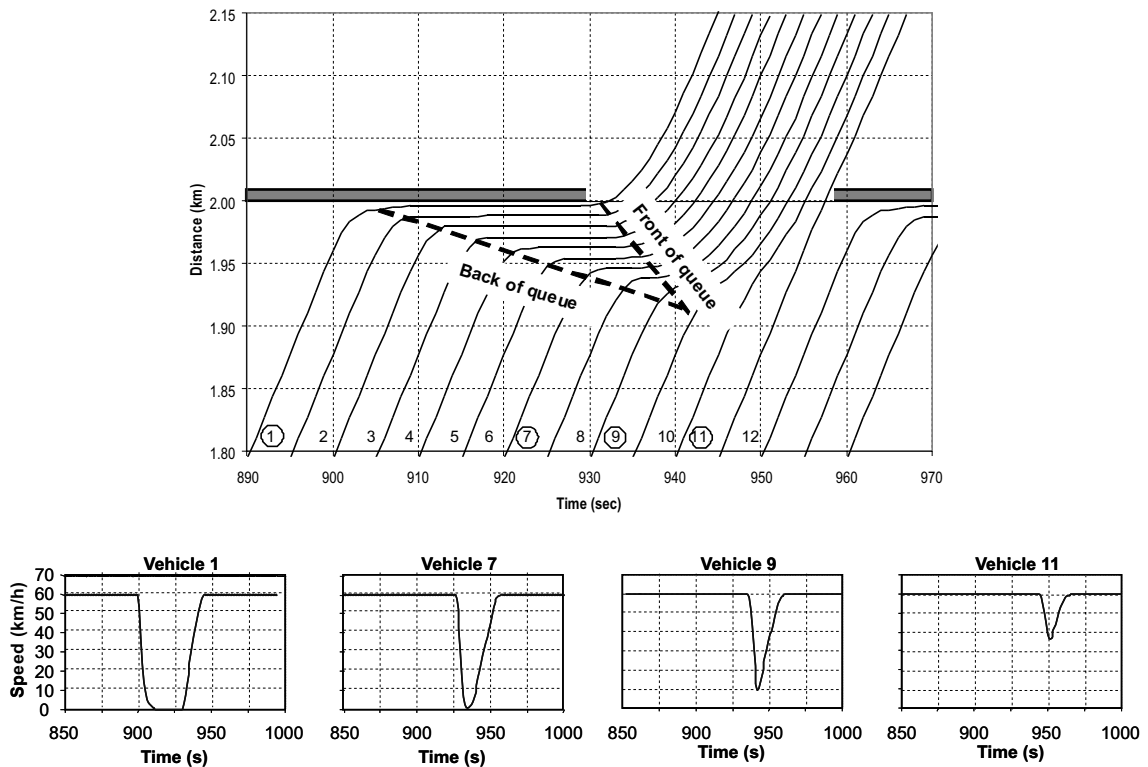 2.15
2.10
2.05
2.00
1.95
1.90
1.85
1.80
Distance (km)
Front of queue
Back of queue
1 2 3 4 5 6 7 8 9 10 11 12
890 900 910 920 930 940 950 960 970
Time (sec)
Vehicle 1 Vehicle 7 Vehicle 9 Vehicle 11
Speed (km/h)
70
60
50
40
30
20
10
0
850 900 950 1000 850 900 950 1000 850 900 950 1000 850 900 950 1000
Time (s) Time (s) Time (s) Time (s)